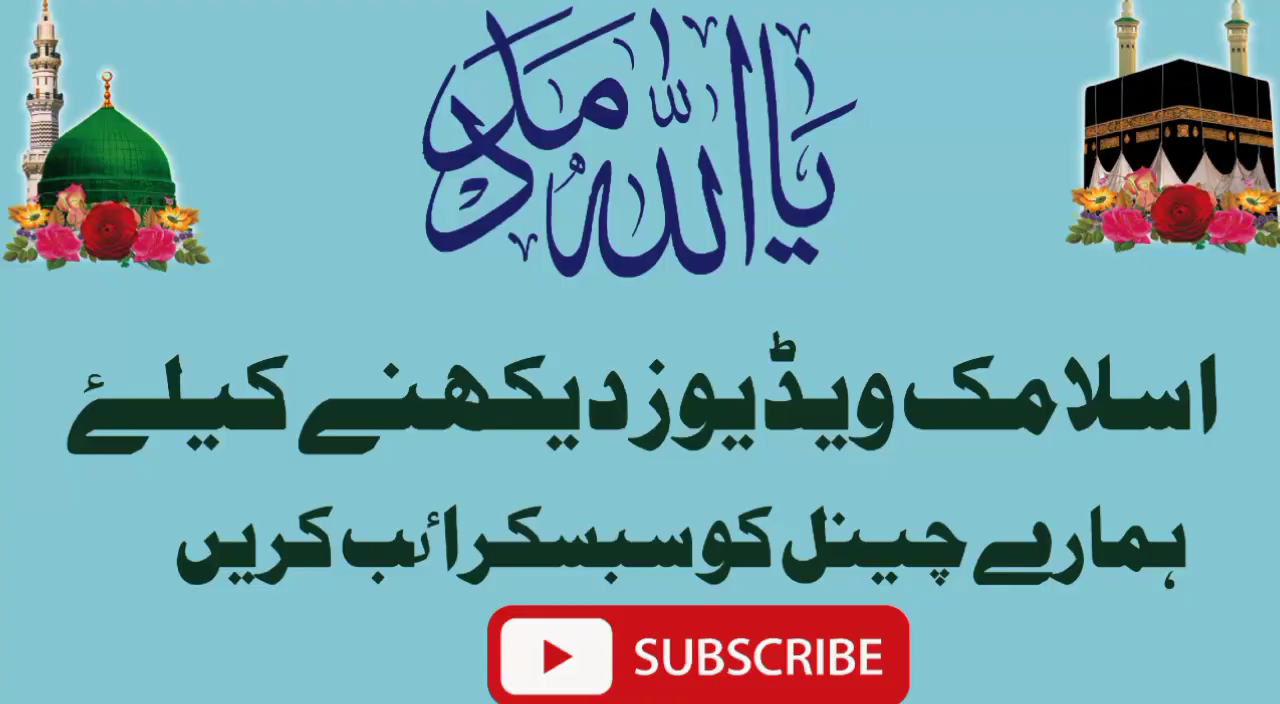 یا اللہ مدد
اسلامک ویڈیوز دیکھنے کیلئے
ہمارے چینل کو سبسکرائب کریں
SUBSCRIBE